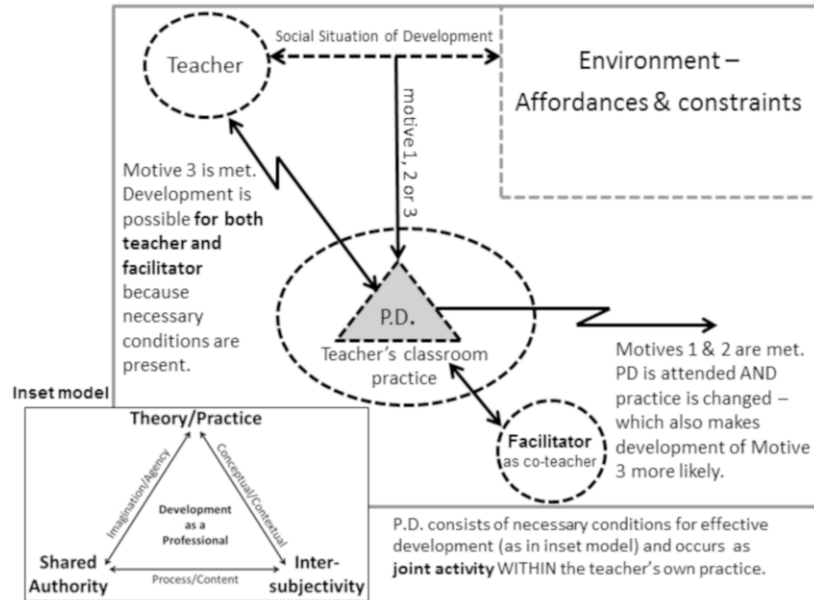 Social Situation of Development
Teacher
Environment –
Affordances & constraints
motive 1, 2 or 3
Motive 3 is met.
Development is
possible for both
teacher and
facilitator
because
necessary
conditions are
present.
P.D.
Teacher's classroom
practice
Motives 1 & 2 are met.
PD is attended AND
practice is changed –
which also makes
development of Motive
3 more likely.
Facilitator
as co-teacher
Inset model
Theory/Practice
Imagination/Agency
Conceptual/Contextual
Development
as a
Professional
Shared
Authority
Process/Content
Inter-
subjectivity
P.D. consists of necessary conditions for effective
development (as in inset model) and occurs as
joint activity WITHIN the teacher's own practice.